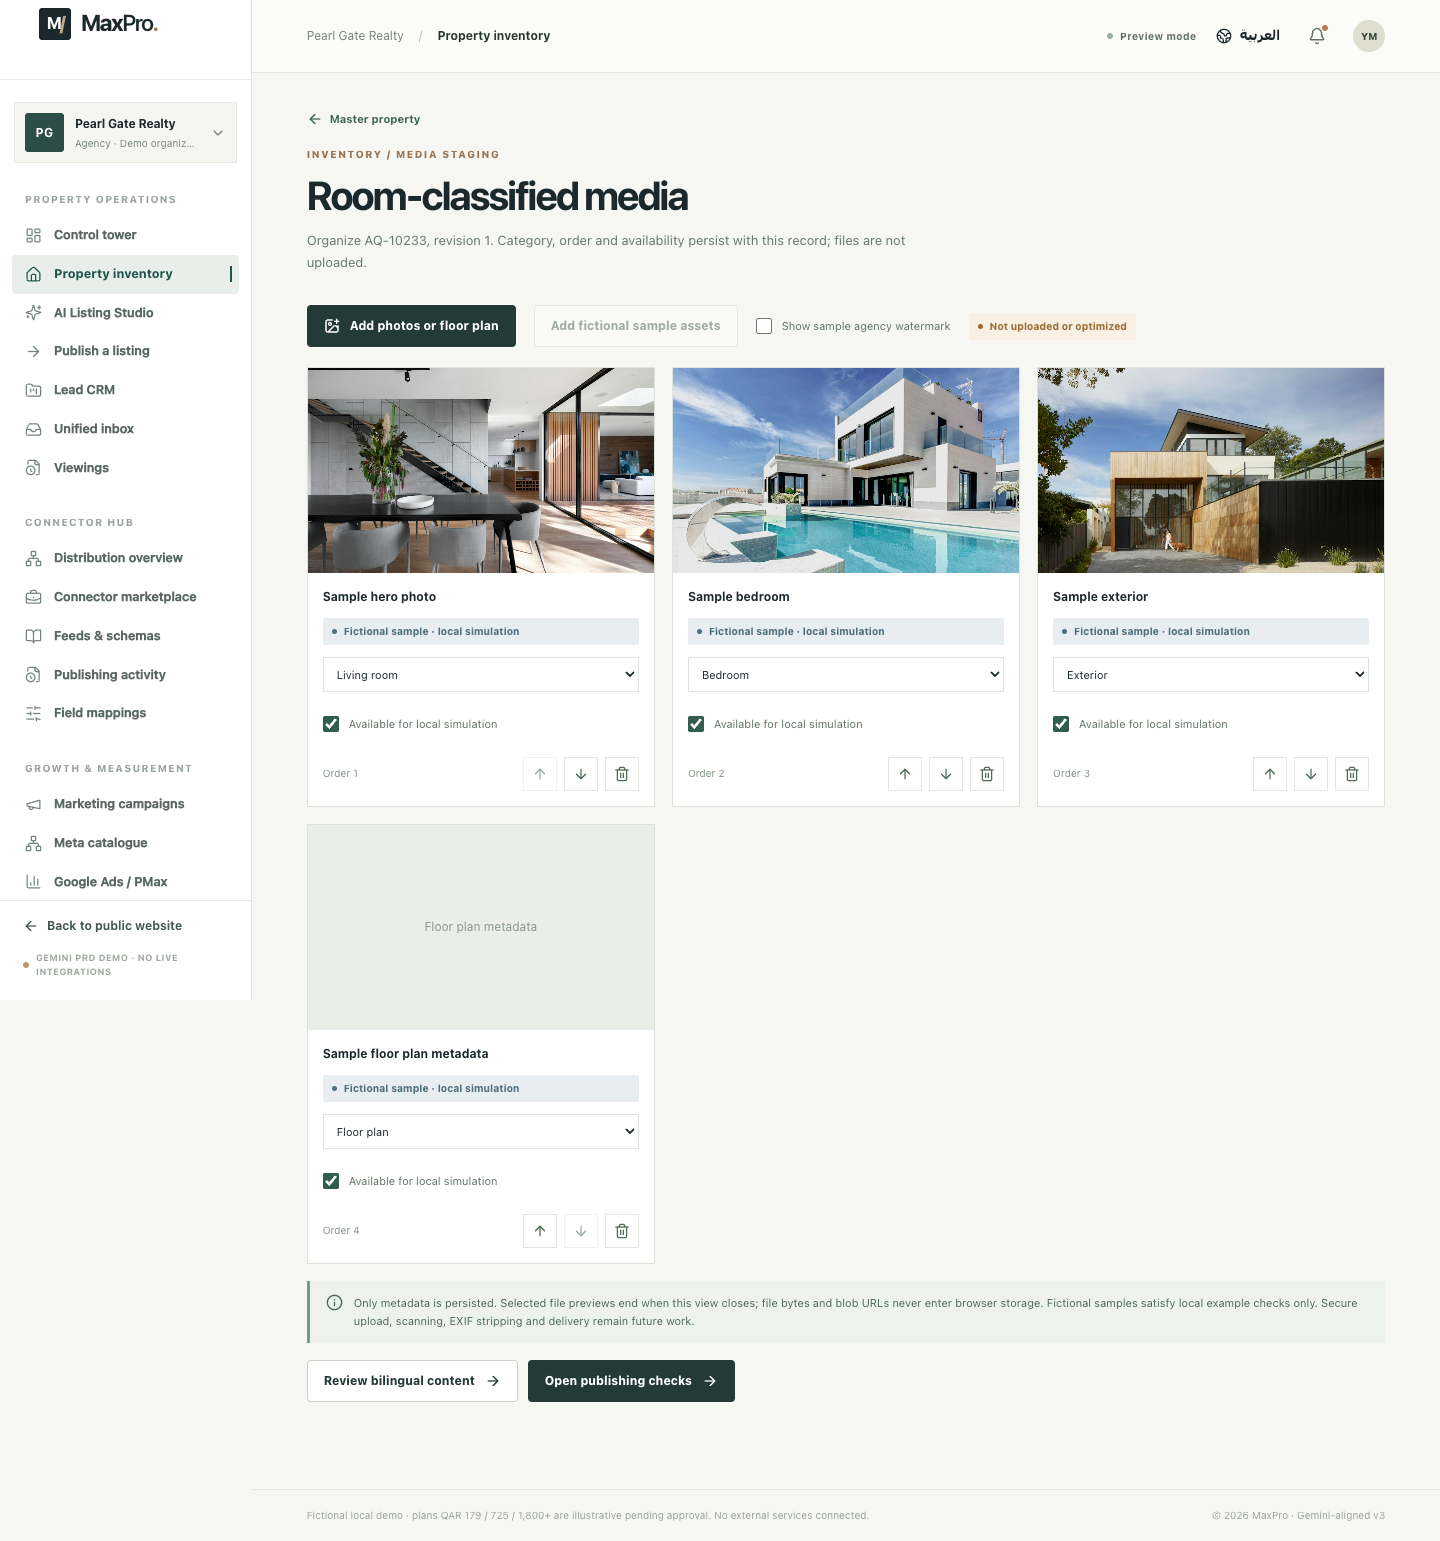 M/ MaxPro.
Pearl Gate Realty / Property inventory
Preview mode
العربية
YM
PG
Pearl Gate Realty
Agency · Demo organiz...
PROPERTY OPERATIONS
Control tower
Property inventory
AI Listing Studio
Publish a listing
Lead CRM
Unified inbox
Viewings
CONNECTOR HUB
Distribution overview
Connector marketplace
Feeds & schemas
Publishing activity
Field mappings
GROWTH & MEASUREMENT
Marketing campaigns
Meta catalogue
Google Ads / PMax
Back to public website
GEMINI PRD DEMO · NO LIVE
INTEGRATIONS
Master property
INVENTORY / MEDIA STAGING
Room-classified media
Organize AQ-10233, revision 1. Category, order and availability persist with this record; files are not
uploaded.
Add photos or floor plan
Add fictional sample assets
Show sample agency watermark
Not uploaded or optimized
Sample hero photo
Fictional sample · local simulation
Living room
Available for local simulation
Order 1
Sample bedroom
Fictional sample · local simulation
Bedroom
Available for local simulation
Order 2
Sample exterior
Fictional sample · local simulation
Exterior
Available for local simulation
Order 3
Floor plan metadata
Sample floor plan metadata
Fictional sample · local simulation
Floor plan
Available for local simulation
Order 4
Only metadata is persisted. Selected file previews end when this view closes; file bytes and blob URLs never enter browser storage. Fictional samples satisfy local example checks only. Secure
upload, scanning, EXIF stripping and delivery remain future work.
Review bilingual content
Open publishing checks
Fictional local demo · plans QAR 179 / 725 / 1,800+ are illustrative pending approval. No external services connected.
© 2026 MaxPro · Gemini-aligned v3